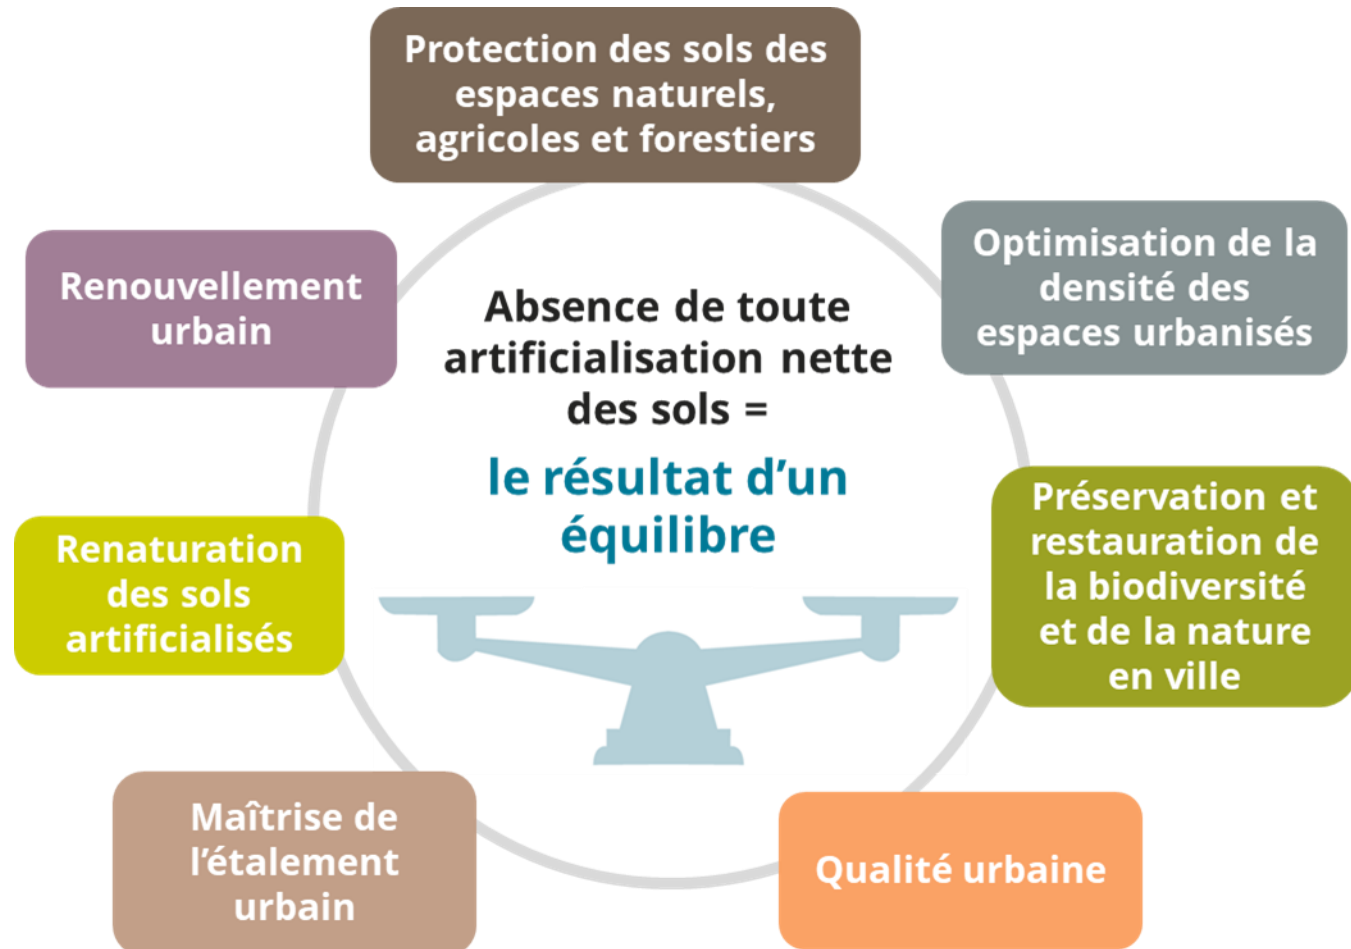 Protection des sols des
espaces naturels,
agricoles et forestiers
Optimisation de la
densité des
espaces urbanisés
Préservation et
restauration de
la biodiversité
et de la nature
en ville
Qualité urbaine
Maîtrise de
l’étalement
urbain
Renaturation
des sols
artificialisés
Renouvellement
urbain
Absence de toute
artificialisation nette
des sols =
le résultat d’un
équilibre